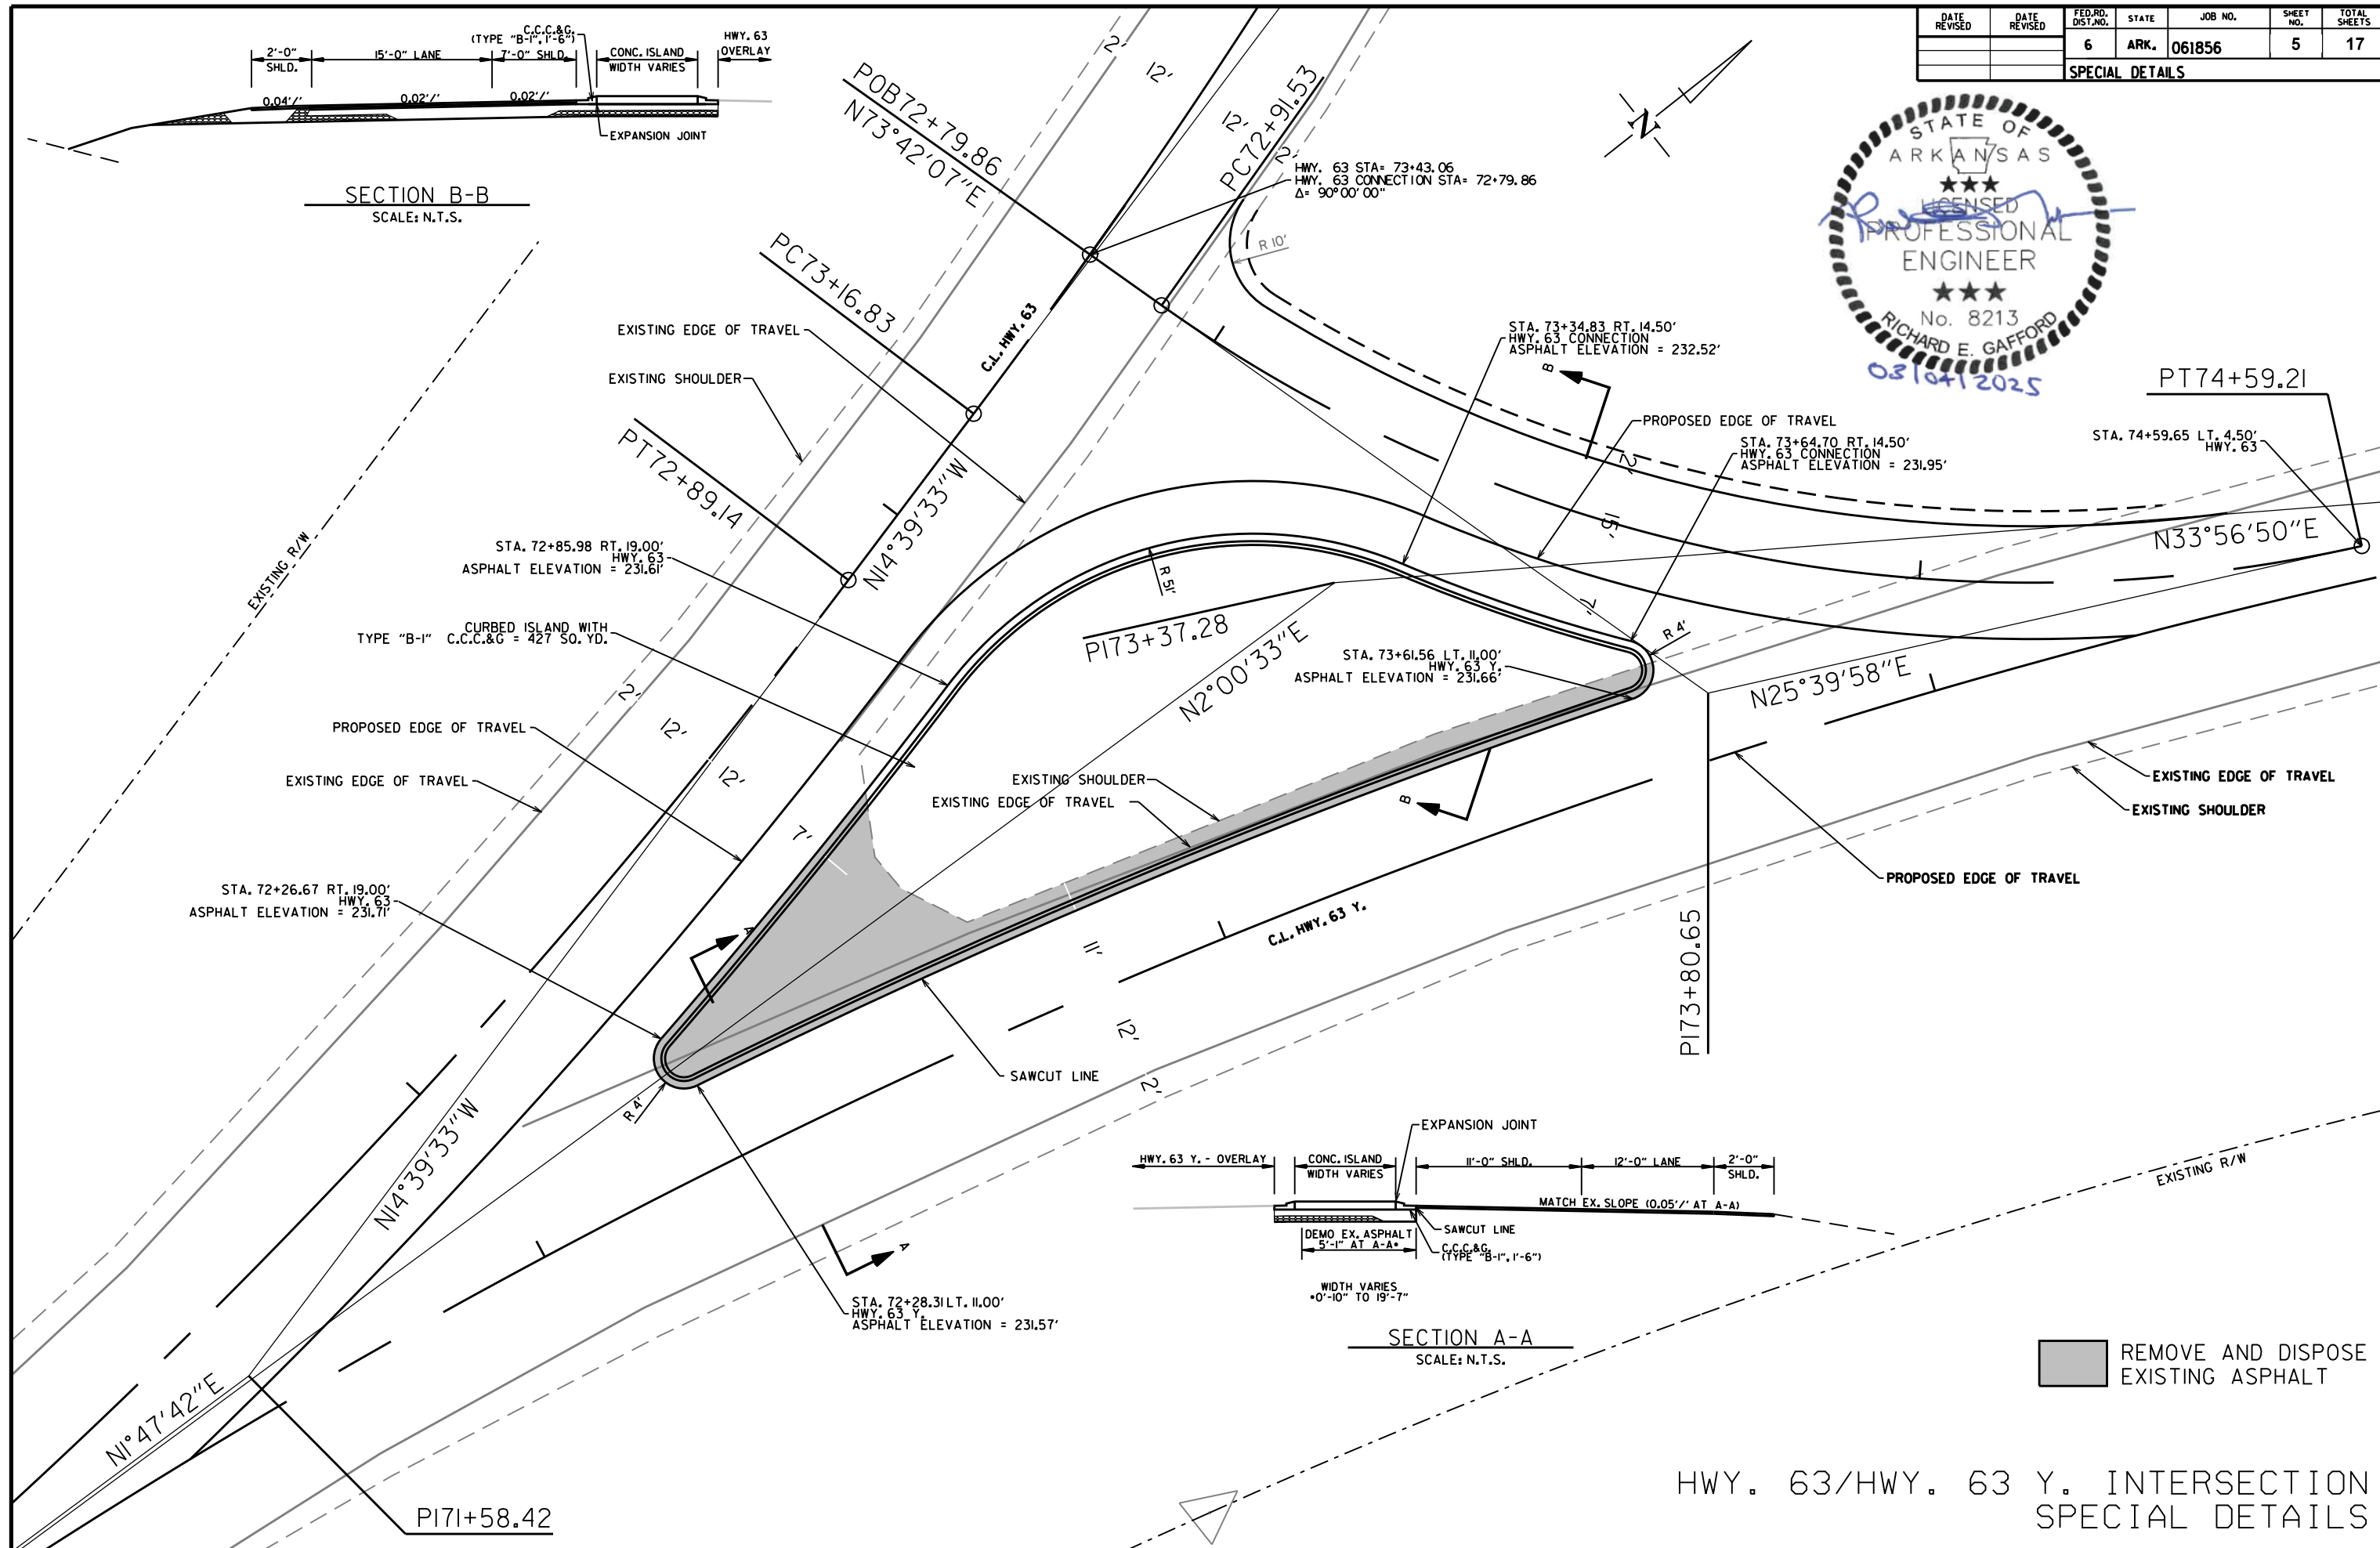 DATE REVISED
DATE REVISED
FED.RD. DIST.NO.
STATE
JOB NO.
SHEET NO.
TOTAL SHEETS
6
ARK.
061856
5
17
SPECIAL DETAILS
C.C.C.&G.
(TYPE "B-1", 1'-6")
2'-0"
SHLD.
15'-0" LANE
7'-0" SHLD.
CONC. ISLAND
WIDTH VARIES
HWY. 63
OVERLAY
0.04'/'
0.02'/'
0.02'/'
EXPANSION JOINT
SECTION B-B
SCALE: N.T.S.
2'
12'
12'
2'
POB72+79.86
N73°42'07"E
PC72+91.53
HWY. 63 STA= 73+43.06
HWY. 63 CONNECTION STA= 72+79.86
Δ= 90°00'00"
R 10'
N
STATE OF
ARKANSAS
LICENSED
PROFESSIONAL
ENGINEER
No. 8213
RICHARD E. GAFFORD
03/04/2025
PC73+16.83
C.L. HWY. 63
EXISTING EDGE OF TRAVEL
EXISTING SHOULDER
PT72+89.14
N14°39'33"W
EXISTING R/W
STA. 73+34.83 RT. 14.50'
HWY. 63 CONNECTION
ASPHALT ELEVATION = 232.52'
B
PROPOSED EDGE OF TRAVEL
STA. 73+64.70 RT. 14.50'
HWY. 63 CONNECTION
ASPHALT ELEVATION = 231.95'
2'
15'
7'
PT74+59.21
STA. 74+59.65 LT. 4.50'
HWY. 63
N33°56'50"E
STA. 72+85.98 RT. 19.00'
HWY. 63
ASPHALT ELEVATION = 231.61'
R 51'
CURBED ISLAND WITH
TYPE "B-1" C.C.C.&G = 427 SQ. YD.
PI73+37.28
N2°00'33"E
R 4'
STA. 73+61.56 LT. 11.00'
HWY. 63 Y.
ASPHALT ELEVATION = 231.66'
N25°39'58"E
2'
12'
12'
7'
PROPOSED EDGE OF TRAVEL
EXISTING EDGE OF TRAVEL
EXISTING SHOULDER
EXISTING EDGE OF TRAVEL
B
EXISTING EDGE OF TRAVEL
EXISTING SHOULDER
PROPOSED EDGE OF TRAVEL
STA. 72+26.67 RT. 19.00'
HWY. 63
ASPHALT ELEVATION = 231.71'
A
C.L. HWY. 63 Y.
11'
12'
2'
PI73+80.65
SAWCUT LINE
R 4'
N14°39'33"W
A
STA. 72+28.31 LT. 11.00'
HWY. 63 Y.
ASPHALT ELEVATION = 231.57'
EXPANSION JOINT
HWY. 63 Y. - OVERLAY
CONC. ISLAND
WIDTH VARIES
11'-0" SHLD.
12'-0" LANE
2'-0"
SHLD.
MATCH EX. SLOPE (0.05'/' AT A-A)
SAWCUT LINE
DEMO EX. ASPHALT
5'-1" AT A-A*
C.C.C.&G.
(TYPE "B-1", 1'-6")
WIDTH VARIES
*0'-10" TO 19'-7"
SECTION A-A
SCALE: N.T.S.
EXISTING R/W
N1°47'42"E
PI71+58.42
REMOVE AND DISPOSE
EXISTING ASPHALT
HWY. 63/HWY. 63 Y. INTERSECTION
SPECIAL DETAILS